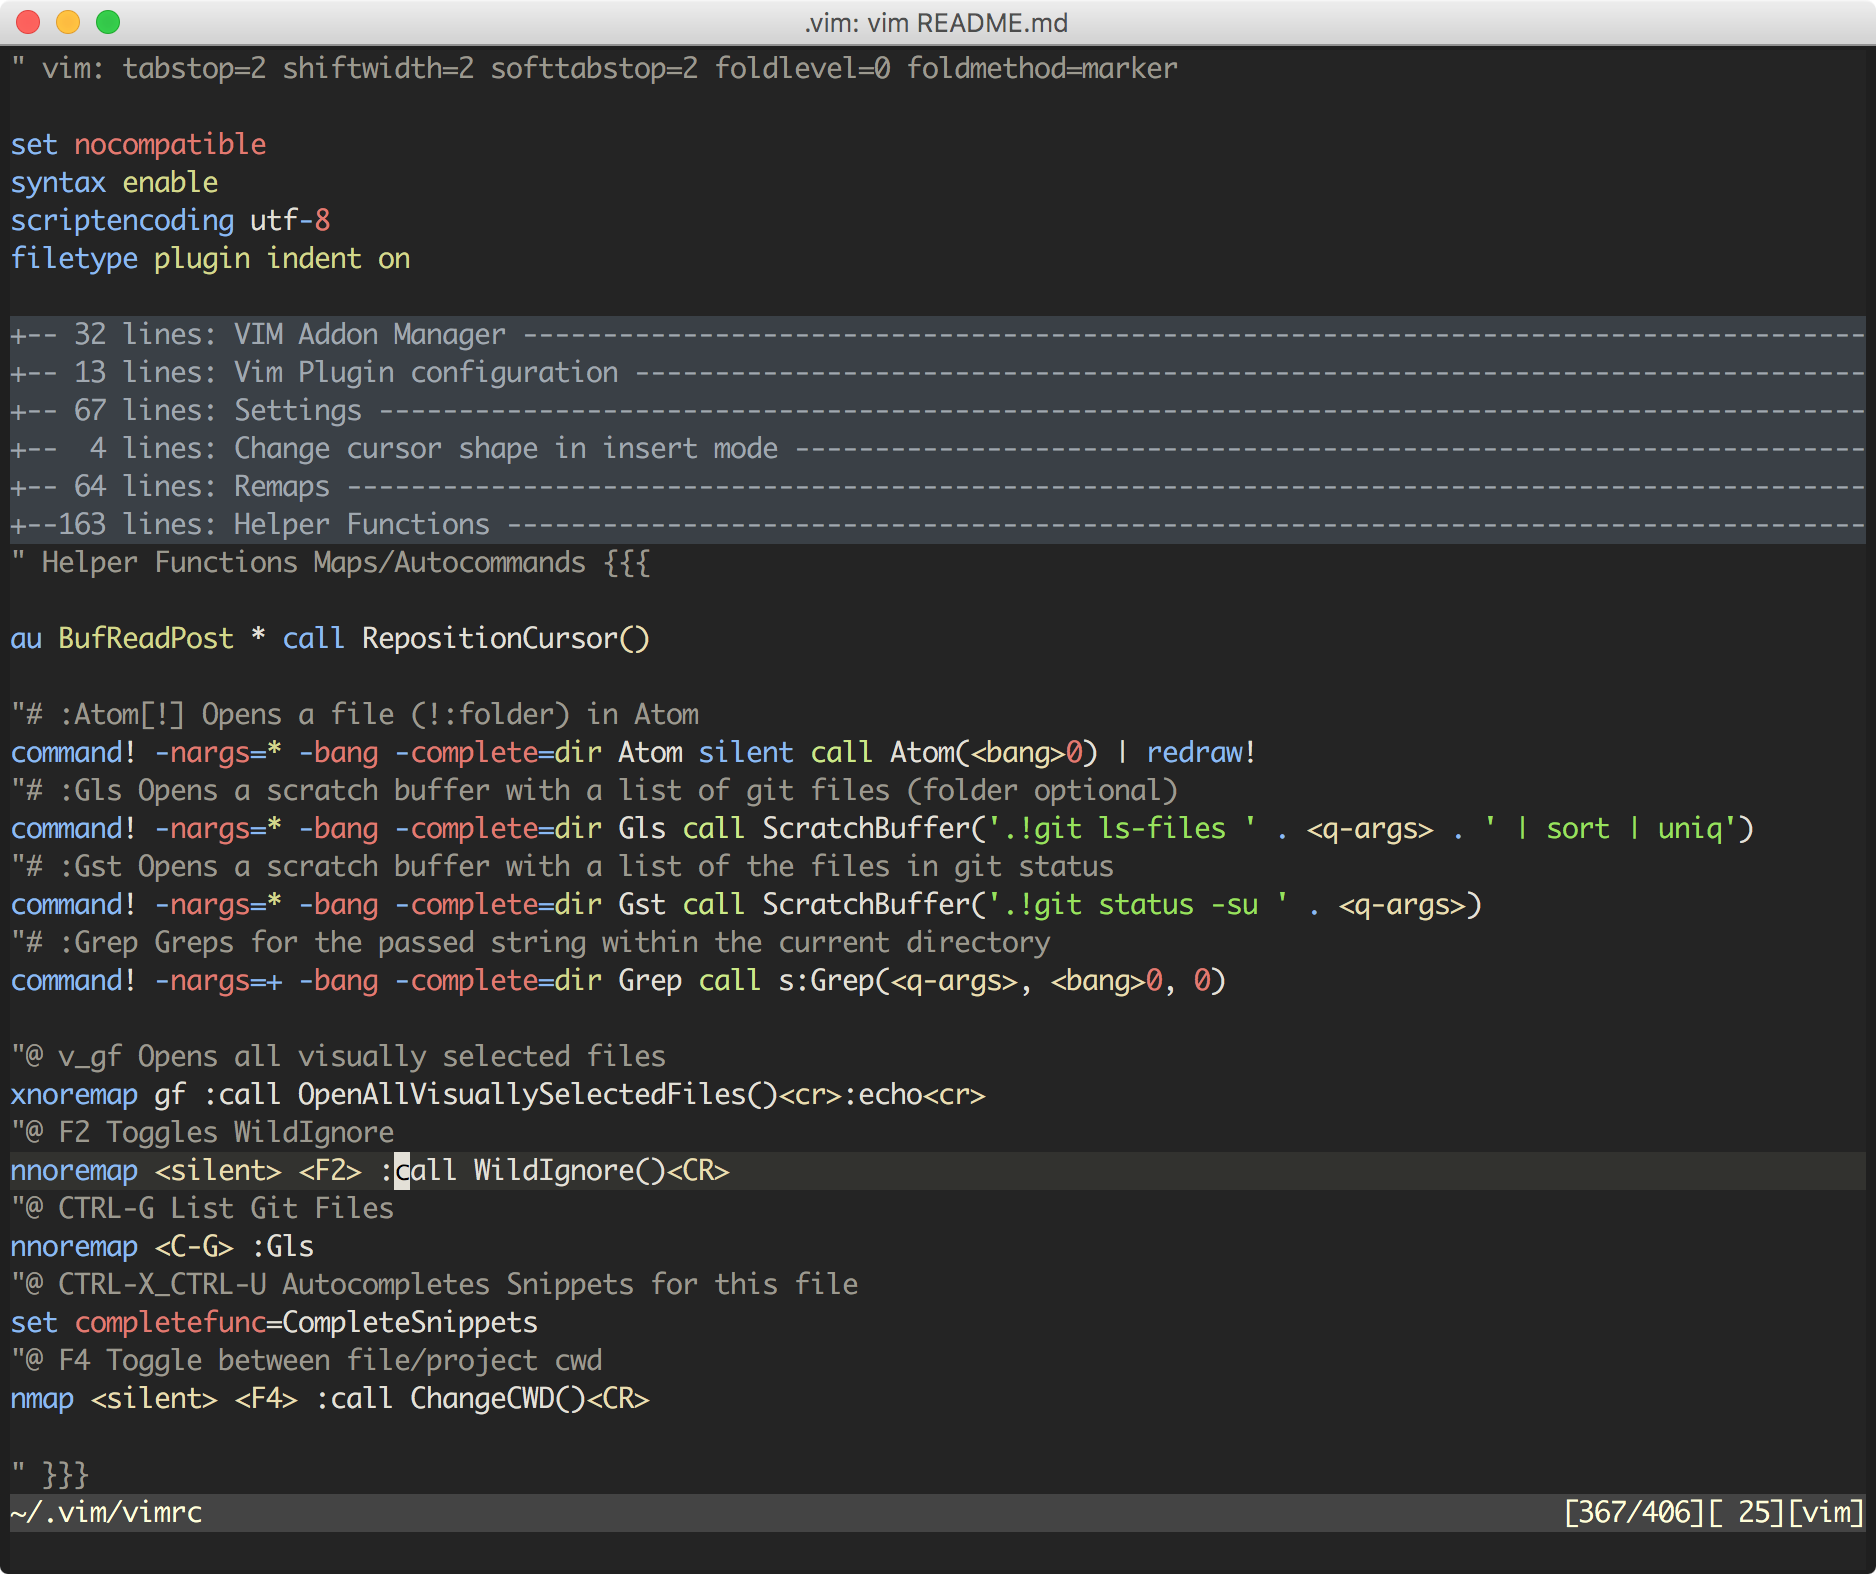 .vim: vim README.md
" vim: tabstop=2 shiftwidth=2 softtabstop=2 foldlevel=0 foldmethod=marker
set nocompatible
syntax enable
scriptencoding utf-8
filetype plugin indent on
+-- 32 lines: VIM Addon Manager ------------------------------------------------------------------------------------
+-- 13 lines: Vim Plugin configuration -----------------------------------------------------------------------------
+-- 67 lines: Settings ---------------------------------------------------------------------------------------------
+--  4 lines: Change cursor shape in insert mode -------------------------------------------------------------------
+-- 64 lines: Remaps -----------------------------------------------------------------------------------------------
+--163 lines: Helper Functions -------------------------------------------------------------------------------------
" Helper Functions Maps/Autocommands {{{
au BufReadPost * call RepositionCursor()
"# :Atom[!] Opens a file (!:folder) in Atom
command! -nargs=* -bang -complete=dir Atom silent call Atom(<bang>0) | redraw!
"# :Gls Opens a scratch buffer with a list of git files (folder optional)
command! -nargs=* -bang -complete=dir Gls call ScratchBuffer('.!git ls-files ' . <q-args> . ' | sort | uniq')
"# :Gst Opens a scratch buffer with a list of the files in git status
command! -nargs=* -bang -complete=dir Gst call ScratchBuffer('.!git status -su ' . <q-args>)
"# :Grep Greps for the passed string within the current directory
command! -nargs=+ -bang -complete=dir Grep call s:Grep(<q-args>, <bang>0, 0)
"@ v_gf Opens all visually selected files
xnoremap gf :call OpenAllVisuallySelectedFiles()<cr>:echo<cr>
"@ F2 Toggles WildIgnore
nnoremap <silent> <F2> :call WildIgnore()<CR>
"@ CTRL-G List Git Files
nnoremap <C-G> :Gls
"@ CTRL-X_CTRL-U Autocompletes Snippets for this file
set completefunc=CompleteSnippets
"@ F4 Toggle between file/project cwd
nmap <silent> <F4> :call ChangeCWD()<CR>
" }}}
~/.vim/vimrc [367/406][ 25][vim]